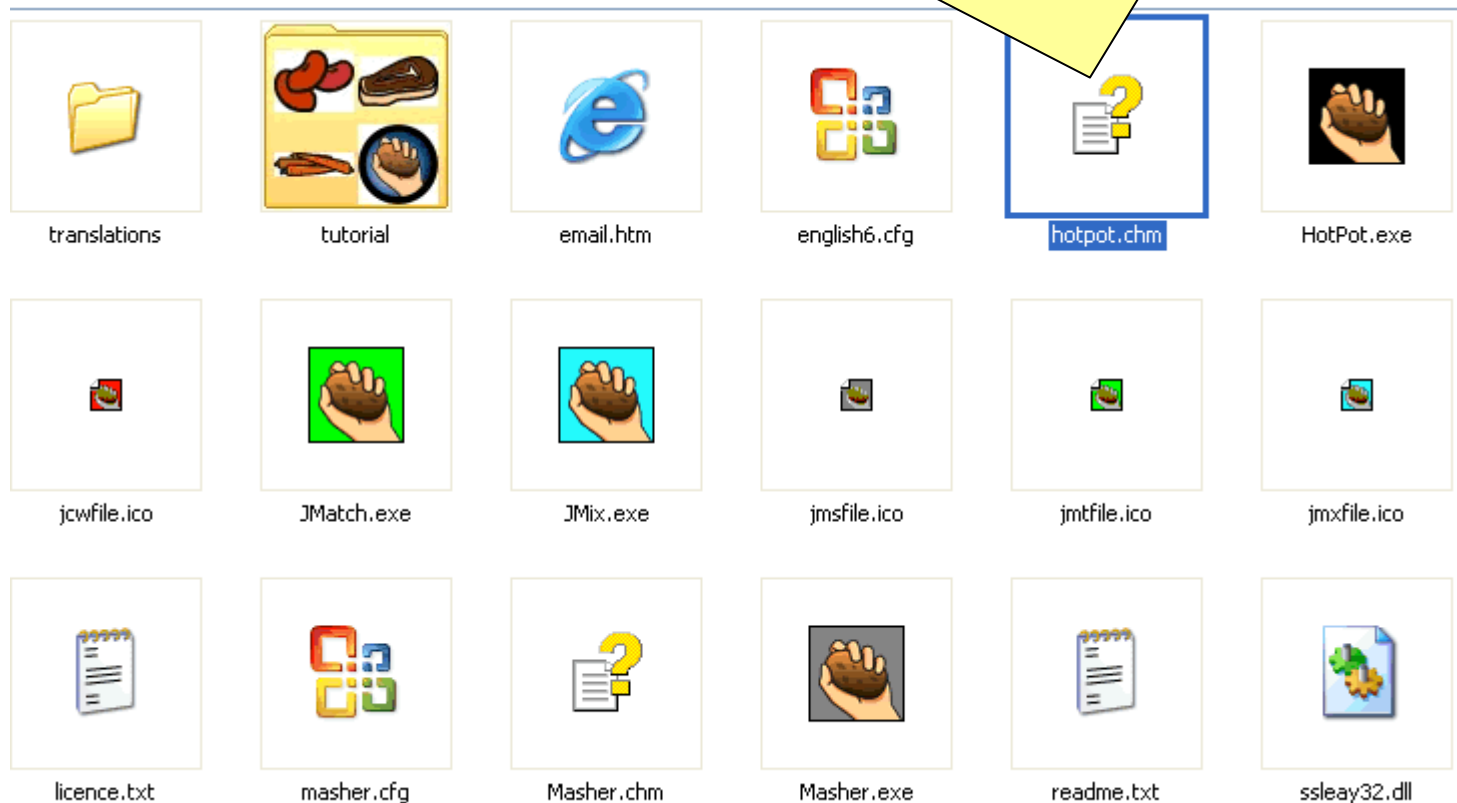 translations
tutorial
email.htm
english6.cfg
hotpot.chm
HotPot.exe
jcwfile.ico
JMatch.exe
JMix.exe
jmsfile.ico
jmtfile.ico
jmxfile.ico
licence.txt
masher.cfg
Masher.chm
Masher.exe
readme.txt
ssleay32.dll